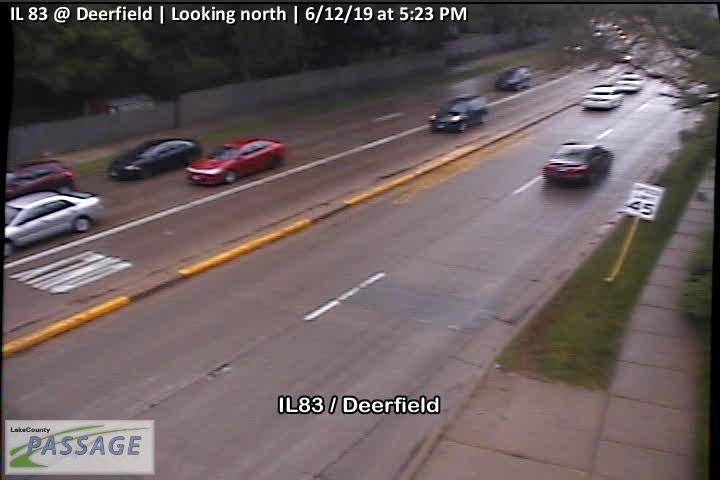 IL 83 @ Deerfield | Looking north | 6/12/19 at 5:23 PM
45
IL83 / Deerfield
LakeCounty
PASSAGE